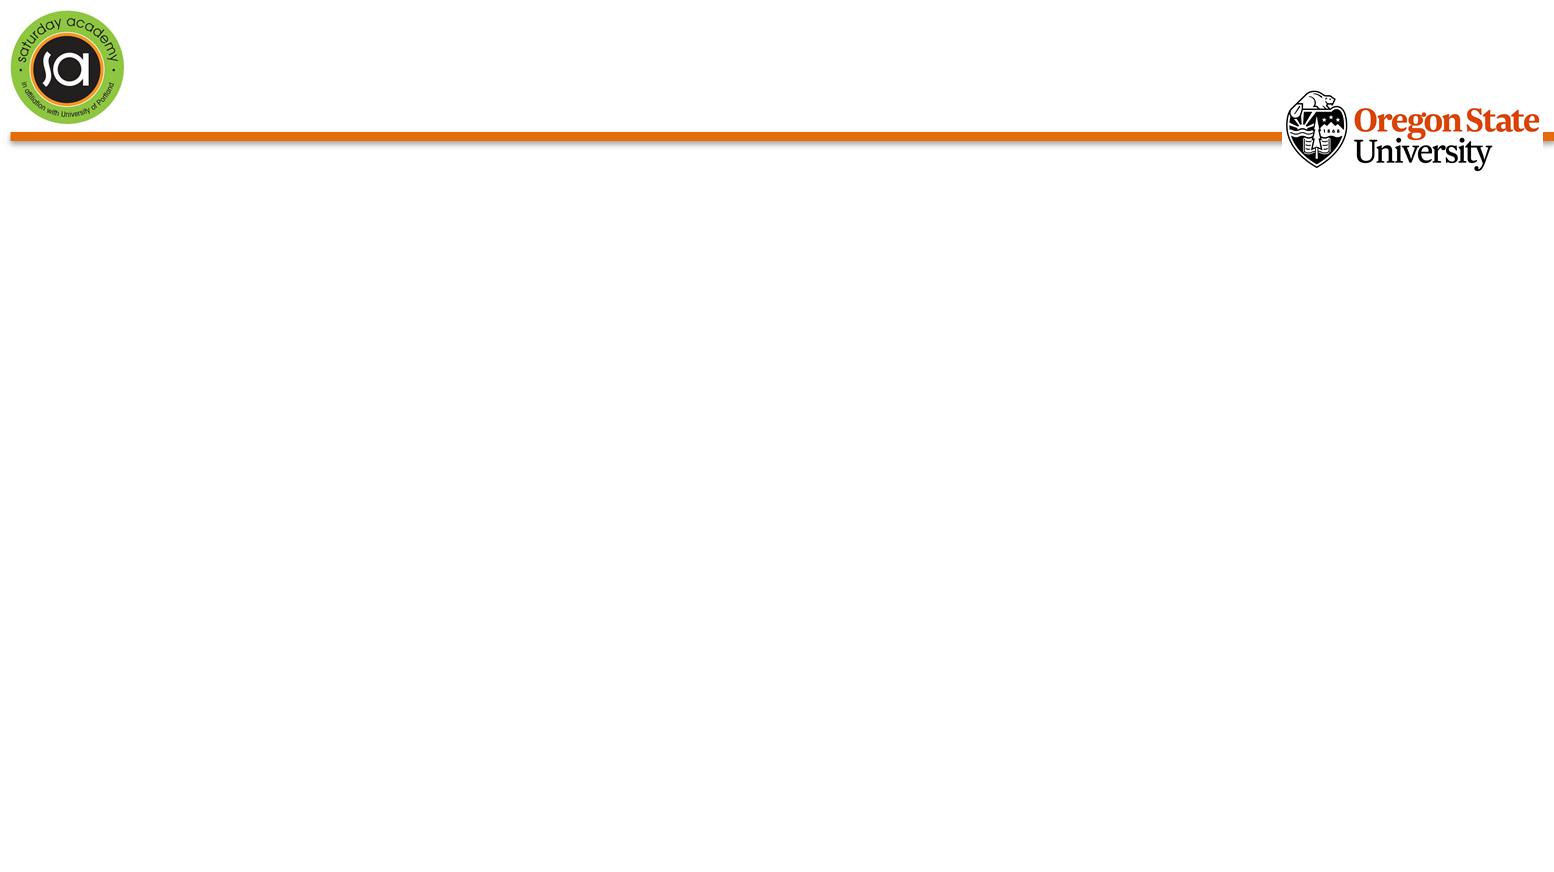 saturday academy
sa
in affiliation with University of Portland
Oregon State
University
1868